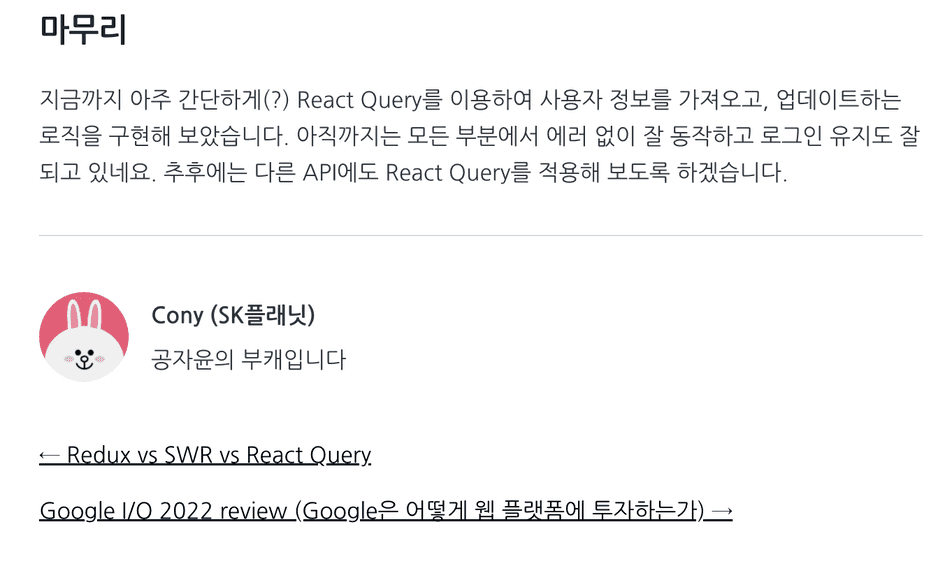 마무리
지금까지 아주 간단하게(?) React Query를 이용하여 사용자 정보를 가져오고, 업데이트하는
로직을 구현해 보았습니다. 아직까지는 모든 부분에서 에러 없이 잘 동작하고 로그인 유지도 잘
되고 있네요. 추후에는 다른 API에도 React Query를 적용해 보도록 하겠습니다.
Cony (SK플래닛)
공자윤의 부캐입니다
← Redux vs SWR vs React Query
Google I/O 2022 review (Google은 어떻게 웹 플랫폼에 투자하는가) →